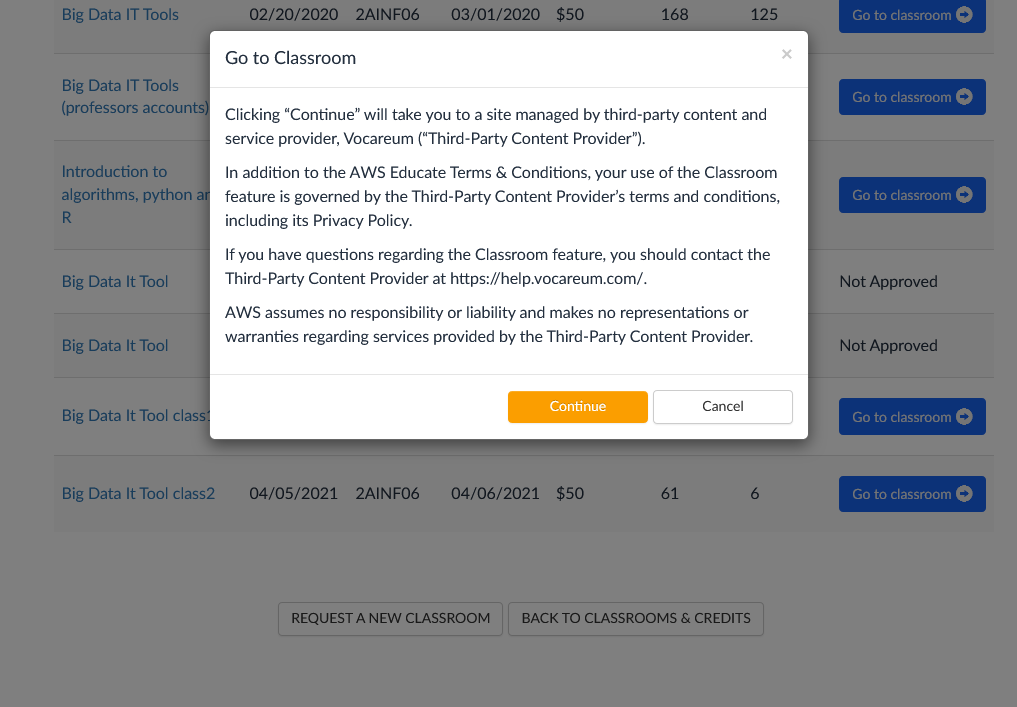 Big Data IT Tools 02/20/2020 2AINF06 03/01/2020 $50 168 125 Go to classroom
Go to Classroom ×
Big Data IT Tools
(professors accounts)
Go to classroom
Clicking “Continue” will take you to a site managed by third-party content and
service provider, Vocareum (“Third-Party Content Provider”).
Introduction to
algorithms, python
R
Go to classroom
In addition to the AWS Educate Terms & Conditions, your use of the Classroom
feature is governed by the Third-Party Content Provider’s terms and conditions,
including its Privacy Policy.
If you have questions regarding the Classroom feature, you should contact the
Third-Party Content Provider at https://help.vocareum.com/.
Big Data It Tool Not Approved
AWS assumes no responsibility or liability and makes no representations or
warranties regarding services provided by the Third-Party Content Provider.
Big Data It Tool Not Approved
Continue Cancel
Big Data It Tool class1 Go to classroom
Big Data It Tool class2 04/05/2021 2AINF06 04/06/2021 $50 61 6 Go to classroom
REQUEST A NEW CLASSROOM BACK TO CLASSROOMS & CREDITS